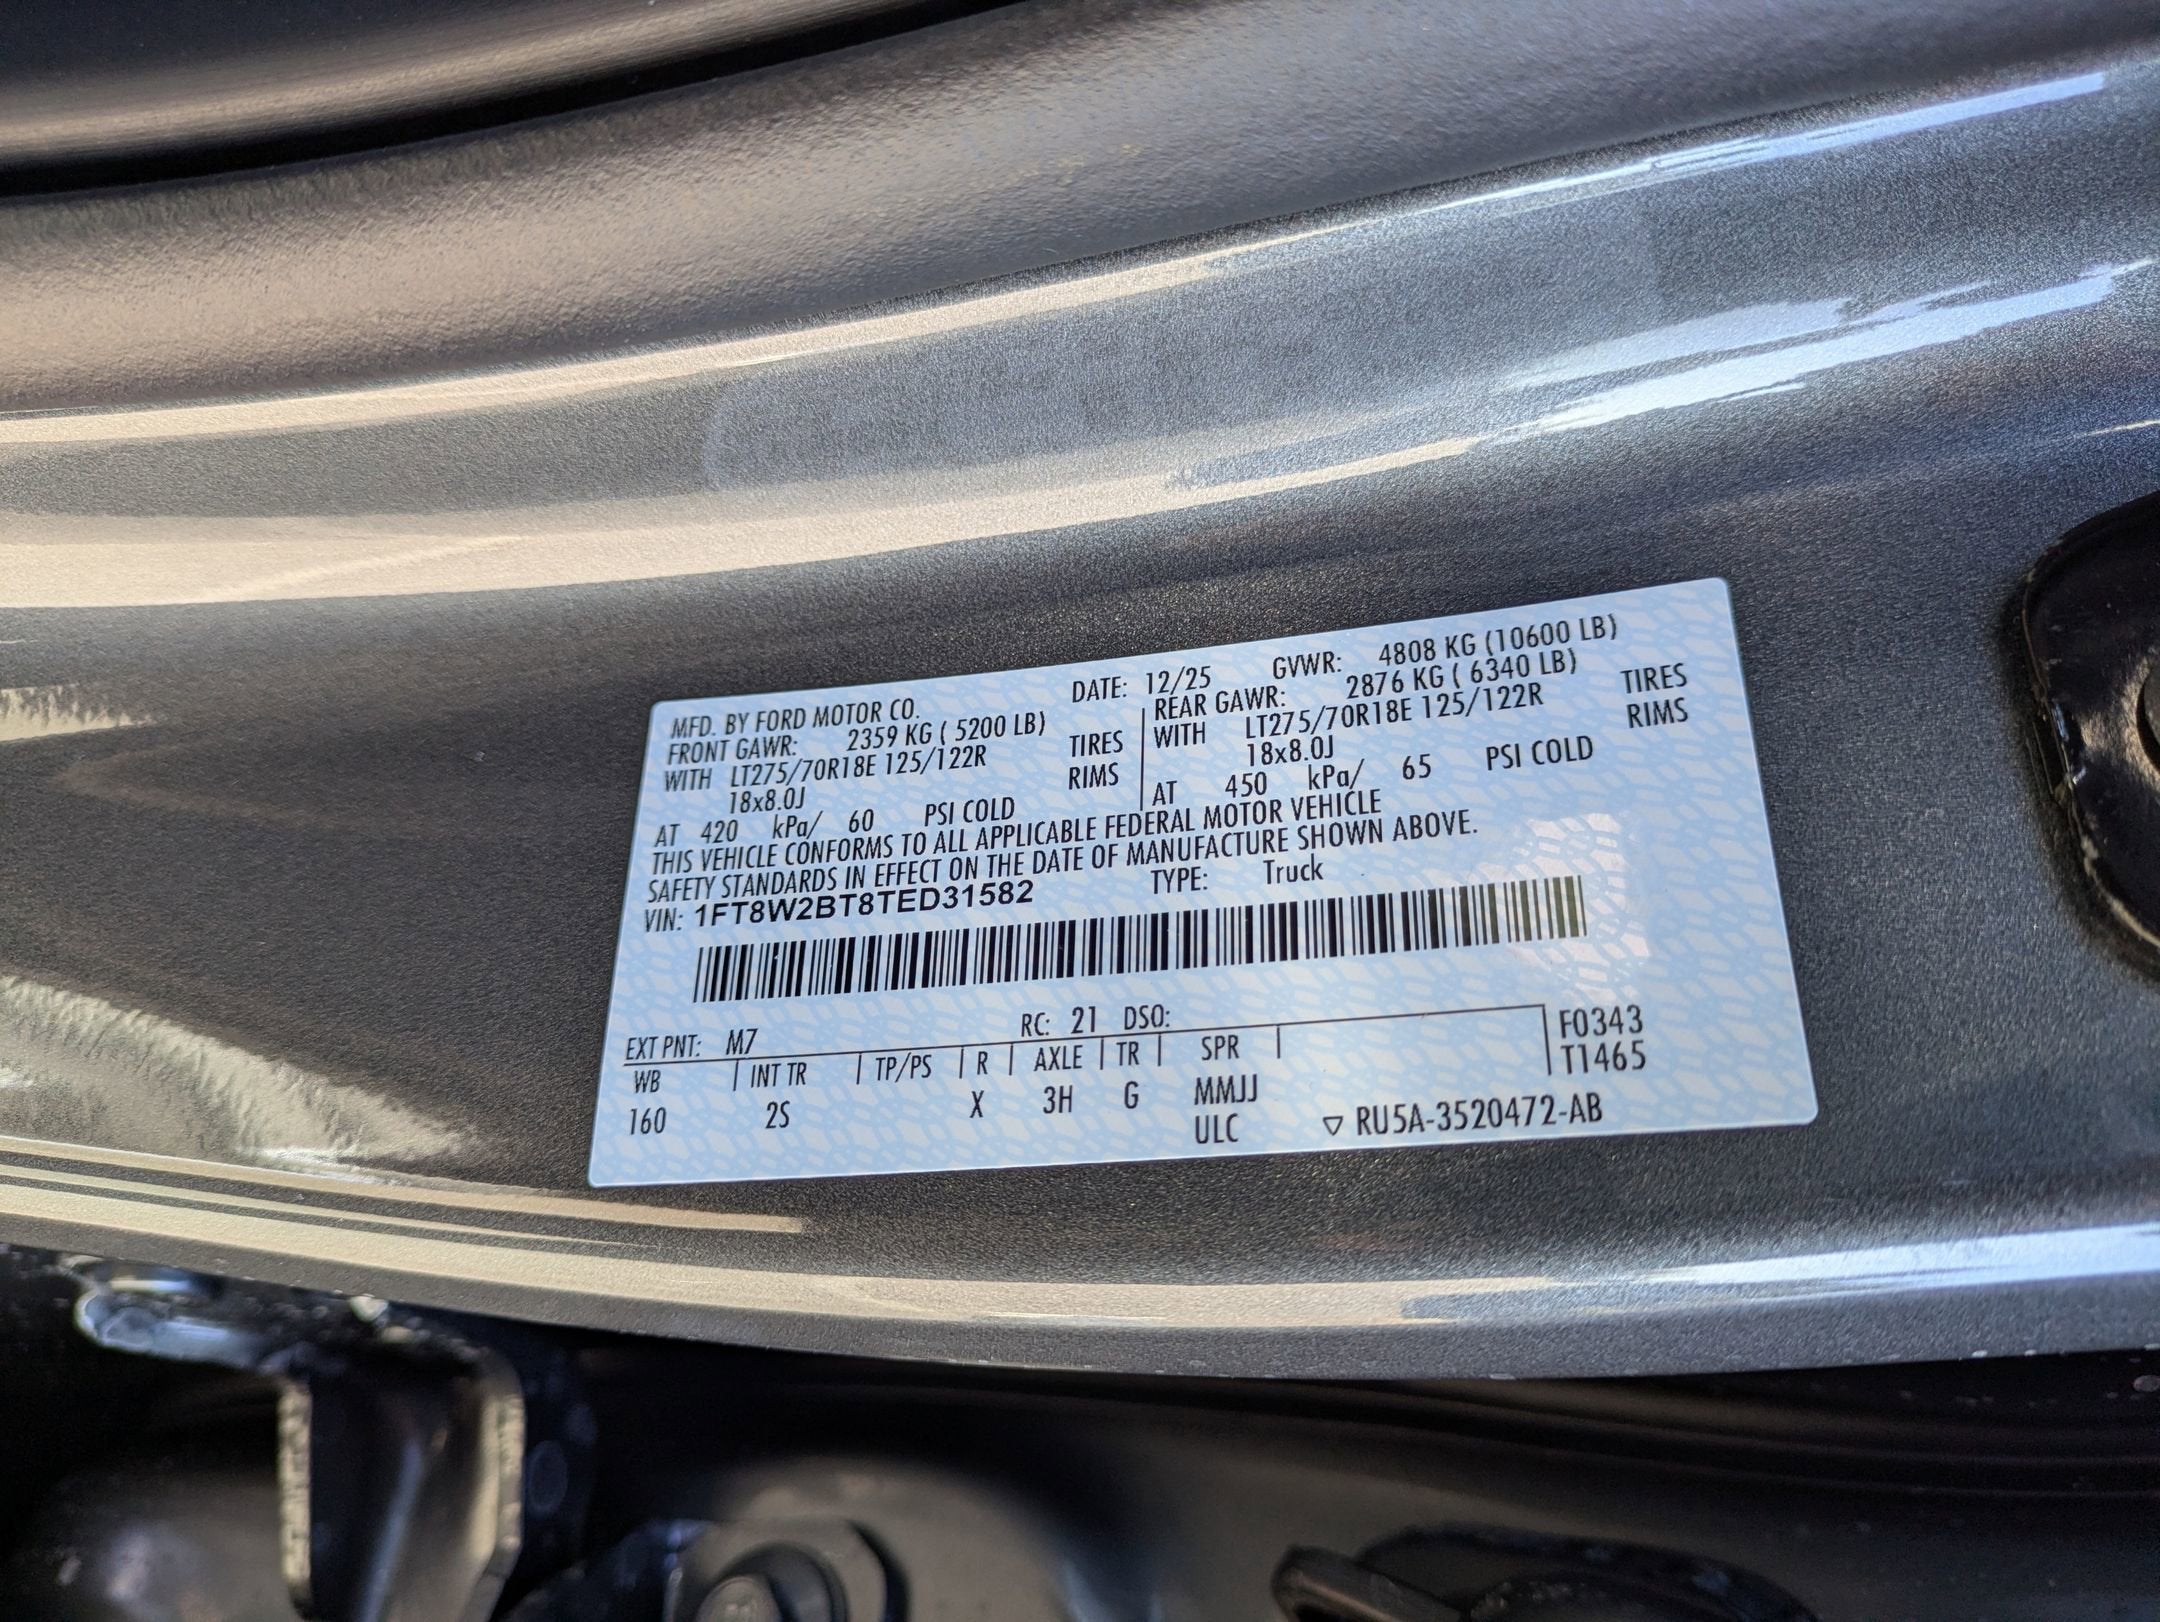 MFD. BY FORD MOTOR CO. DATE: 12/25 GVWR: 4808 KG (10600 LB)
FRONT GAWR: 2359 KG ( 5200 LB) REAR GAWR: 2876 KG ( 6340 LB)
WITH LT275/70R18E 125/122R TIRES WITH LT275/70R18E 125/122R TIRES
18x8.0J RIMS 18x8.0J RIMS
AT 420 kPa/ 60 PSI COLD AT 450 kPa/ 65 PSI COLD
THIS VEHICLE CONFORMS TO ALL APPLICABLE FEDERAL MOTOR VEHICLE
SAFETY STANDARDS IN EFFECT ON THE DATE OF MANUFACTURE SHOWN ABOVE.
VIN: 1FT8W2BT8TED31582 TYPE: Truck
EXT PNT: M7 RC: 21 DSO: F0343
WB INT TR TP/PS R AXLE TR SPR T1465
160 2S X 3H G MMJJ
ULC ▽ RU5A-3520472-AB